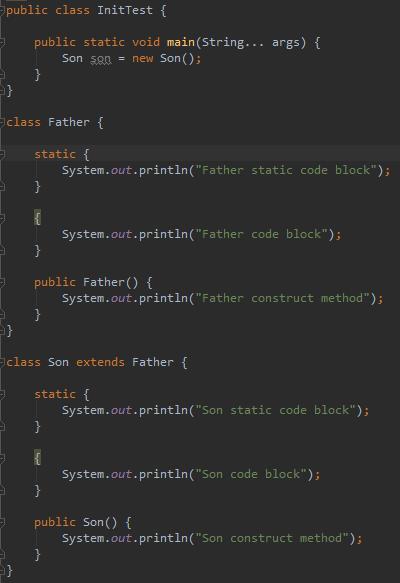 public class InitTest {
public static void main(String... args) {
Son son = new Son();
}
}
class Father {
static {
System.out.println("Father static code block");
}
{
System.out.println("Father code block");
}
public Father() {
System.out.println("Father construct method");
}
}
class Son extends Father {
static {
System.out.println("Son static code block");
}
{
System.out.println("Son code block");
}
public Son() {
System.out.println("Son construct method");
}
}